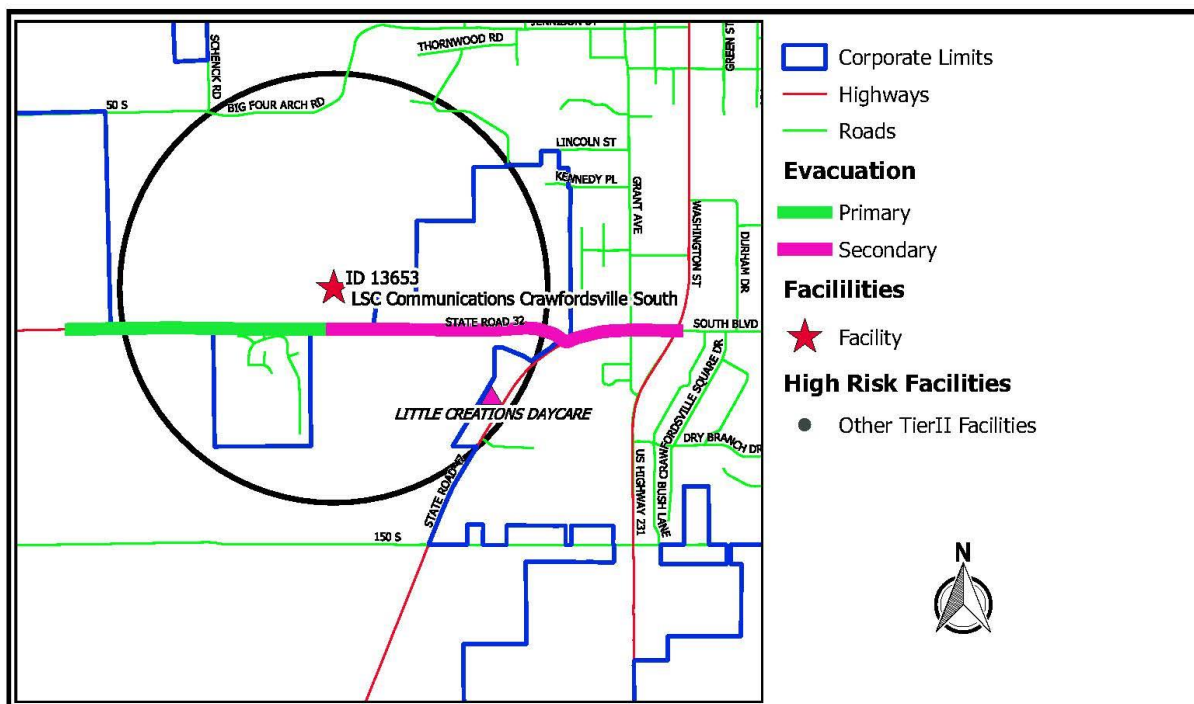 JENNISON ST
SCHENCK RD
THORNWOOD RD
GREEN ST
50 S
BIG FOUR ARCH RD
LINCOLN ST
KENNEDY PL
GRANT AVE
WASHINGTON ST
DURHAM DR
ID 13653
LSC Communications Crawfordsville South
STATE ROAD 32
SOUTH BLVD
LITTLE CREATIONS DAYCARE
CRAWFORDSVILLE SQUARE DR
DRY BRANCH DR
STATE ROAD 47
US HIGHWAY 231
BUSH LANE
150 S
Corporate Limits
Highways
Roads
Evacuation
Primary
Secondary
Facililities
Facility
High Risk Facilities
Other TierII Facilities
N